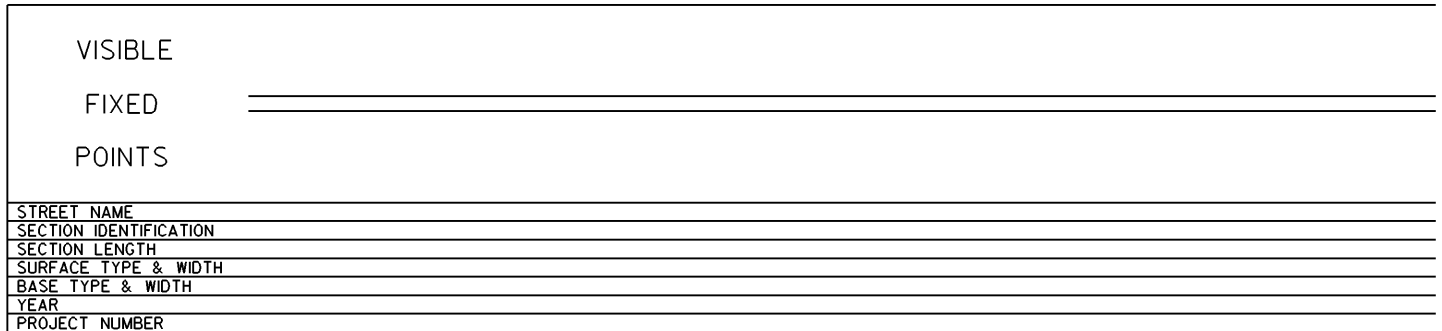 VISIBLE
FIXED
POINTS
STREET NAME
SECTION IDENTIFICATION
SECTION LENGTH
SURFACE TYPE & WIDTH
BASE TYPE & WIDTH
YEAR
PROJECT NUMBER